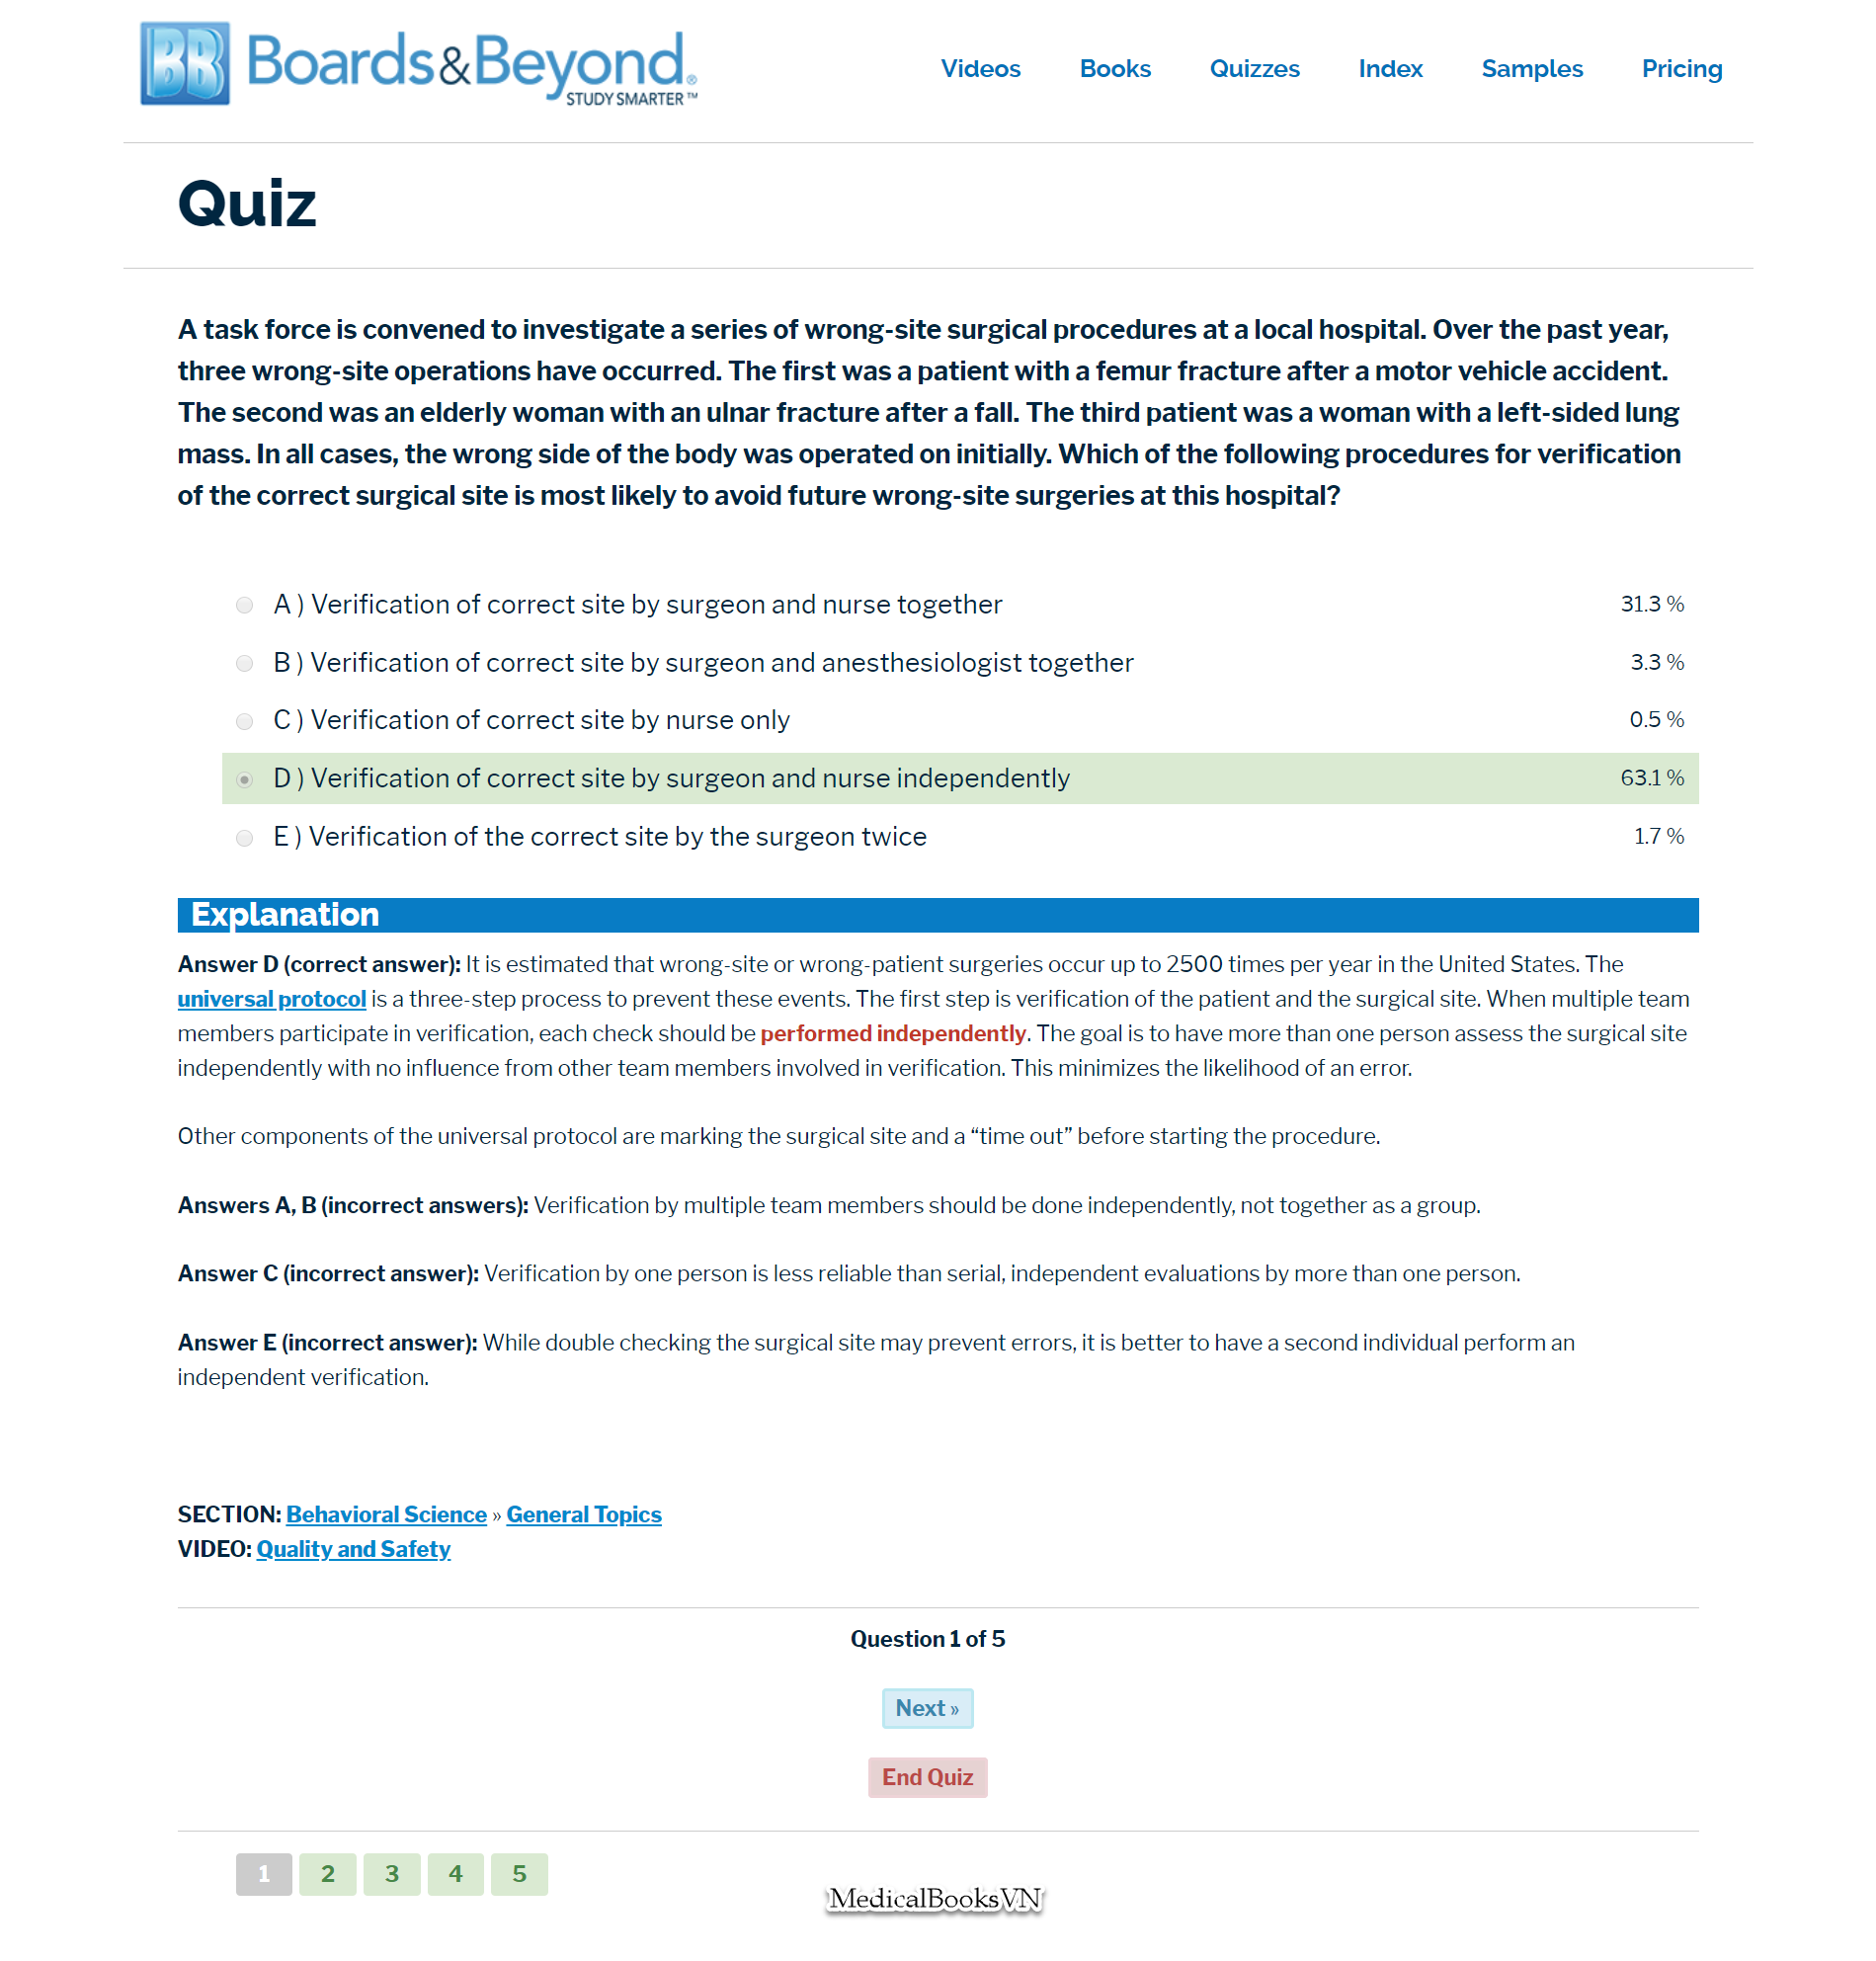 BB Boards&Beyond®
STUDY SMARTER™
Videos Books Quizzes Index Samples Pricing
Quiz
A task force is convened to investigate a series of wrong-site surgical procedures at a local hospital. Over the past year,
three wrong-site operations have occurred. The first was a patient with a femur fracture after a motor vehicle accident.
The second was an elderly woman with an ulnar fracture after a fall. The third patient was a woman with a left-sided lung
mass. In all cases, the wrong side of the body was operated on initially. Which of the following procedures for verification
of the correct surgical site is most likely to avoid future wrong-site surgeries at this hospital?
A ) Verification of correct site by surgeon and nurse together 31.3 %
B ) Verification of correct site by surgeon and anesthesiologist together 3.3 %
C ) Verification of correct site by nurse only 0.5 %
D ) Verification of correct site by surgeon and nurse independently 63.1 %
E ) Verification of the correct site by the surgeon twice 1.7 %
Explanation
Answer D (correct answer): It is estimated that wrong-site or wrong-patient surgeries occur up to 2500 times per year in the United States. The
universal protocol is a three-step process to prevent these events. The first step is verification of the patient and the surgical site. When multiple team
members participate in verification, each check should be performed independently. The goal is to have more than one person assess the surgical site
independently with no influence from other team members involved in verification. This minimizes the likelihood of an error.
Other components of the universal protocol are marking the surgical site and a “time out” before starting the procedure.
Answers A, B (incorrect answers): Verification by multiple team members should be done independently, not together as a group.
Answer C (incorrect answer): Verification by one person is less reliable than serial, independent evaluations by more than one person.
Answer E (incorrect answer): While double checking the surgical site may prevent errors, it is better to have a second individual perform an
independent verification.
SECTION: Behavioral Science » General Topics
VIDEO: Quality and Safety
Question 1 of 5
Next »
End Quiz
1 2 3 4 5
MedicalBooksVN